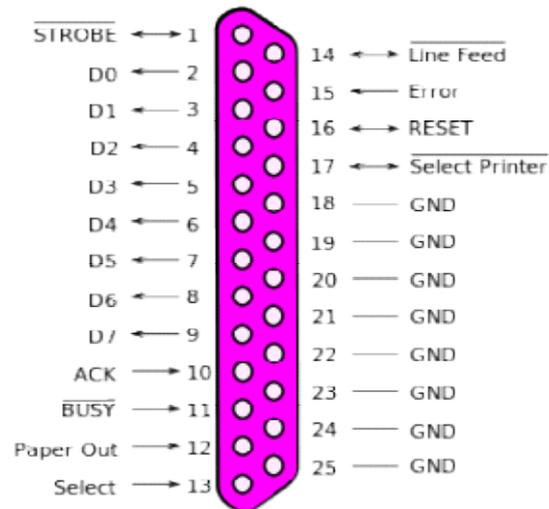 STROBE 1
D0 2
D1 3
D2 4
D3 5
D4 6
D5 7
D6 8
D7 9
ACK 10
BUSY 11
Paper Out 12
Select 13
14 Line Feed
15 Error
16 RESET
17 Select Printer
18 GND
19 GND
20 GND
21 GND
22 GND
23 GND
24 GND
25 GND